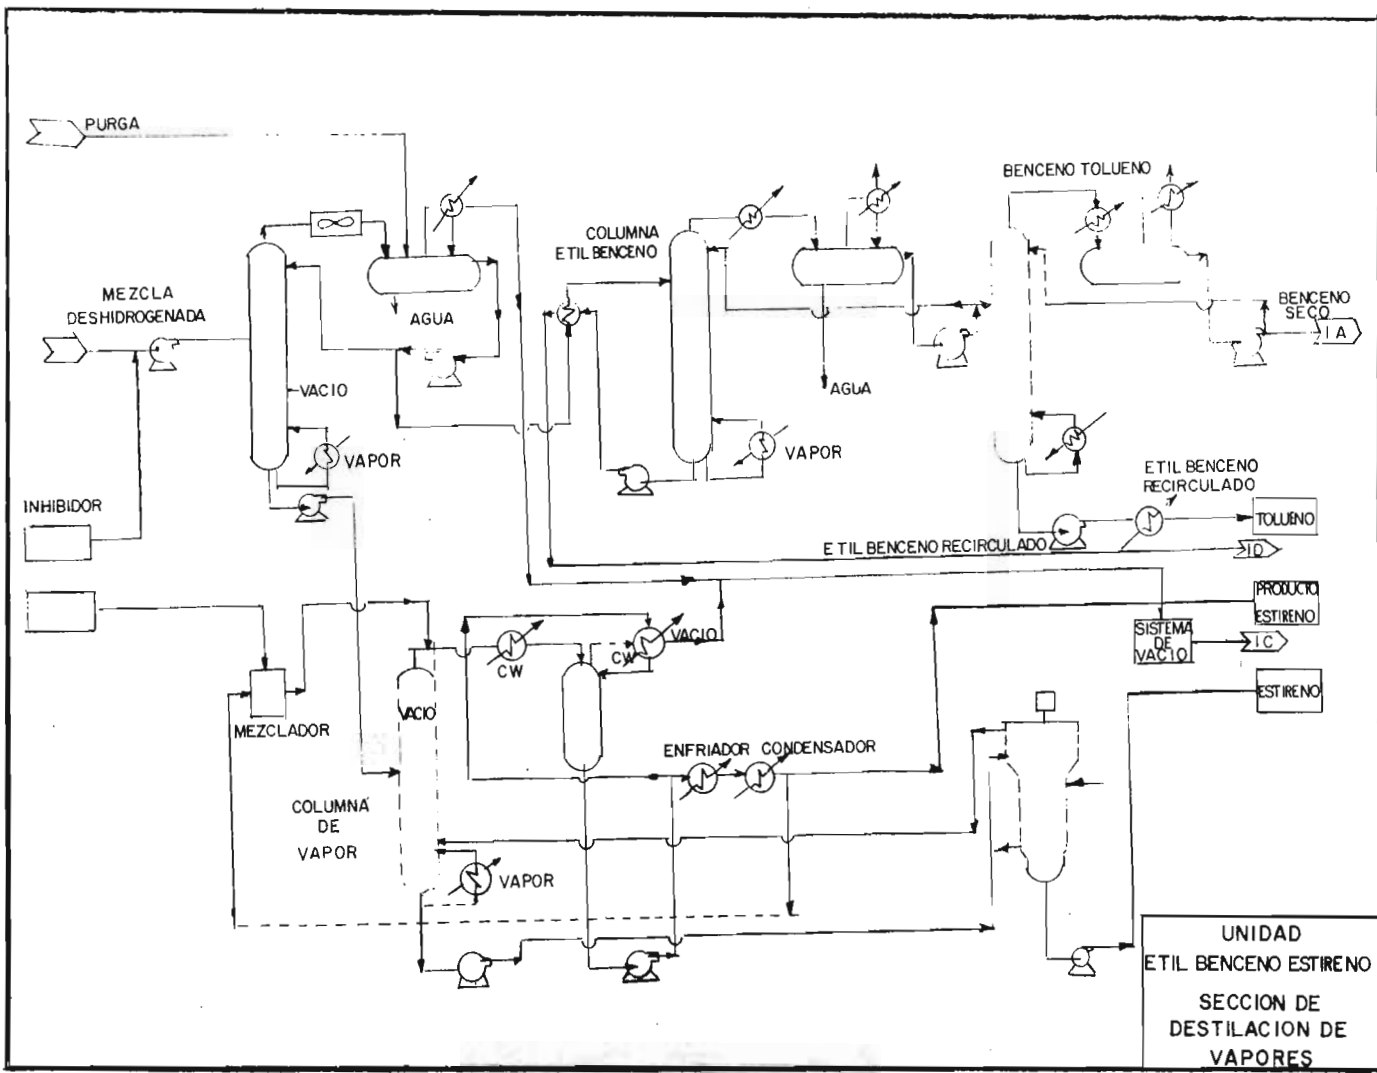 PURGA
BENCENO TOLUENO
COLUMNA
ETIL BENCENO
MEZCLA
DESHIDROGENADA
AGUA
BENCENO
SECO
1 A
VACIO
AGUA
VAPOR
VAPOR
ETIL BENCENO
RECIRCULADO
INHIBIDOR
TOLUENO
ETIL BENCENO RECIRCULADO
1D
PRODUCTO
ESTIRENO
SISTEMA
DE
VACIO
1C
VACIO
CW
CW
ESTIRENO
VACIO
MEZCLADOR
ENFRIADOR CONDENSADOR
COLUMNA
DE
VAPOR
VAPOR
UNIDAD
ETIL BENCENO ESTIRENO
SECCION DE
DESTILACION DE
VAPORES